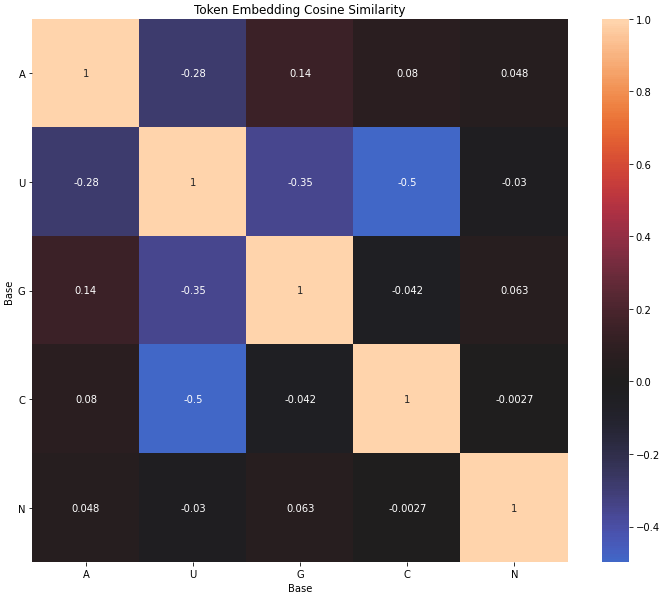 Token Embedding Cosine Similarity
A 1 -0.28 0.14 0.08 0.048
U -0.28 1 -0.35 -0.5 -0.03
G 0.14 -0.35 1 -0.042 0.063
C 0.08 -0.5 -0.042 1 -0.0027
N 0.048 -0.03 0.063 -0.0027 1
A U G C N
Base
Base
1.0
0.8
0.6
0.4
0.2
0.0
−0.2
−0.4